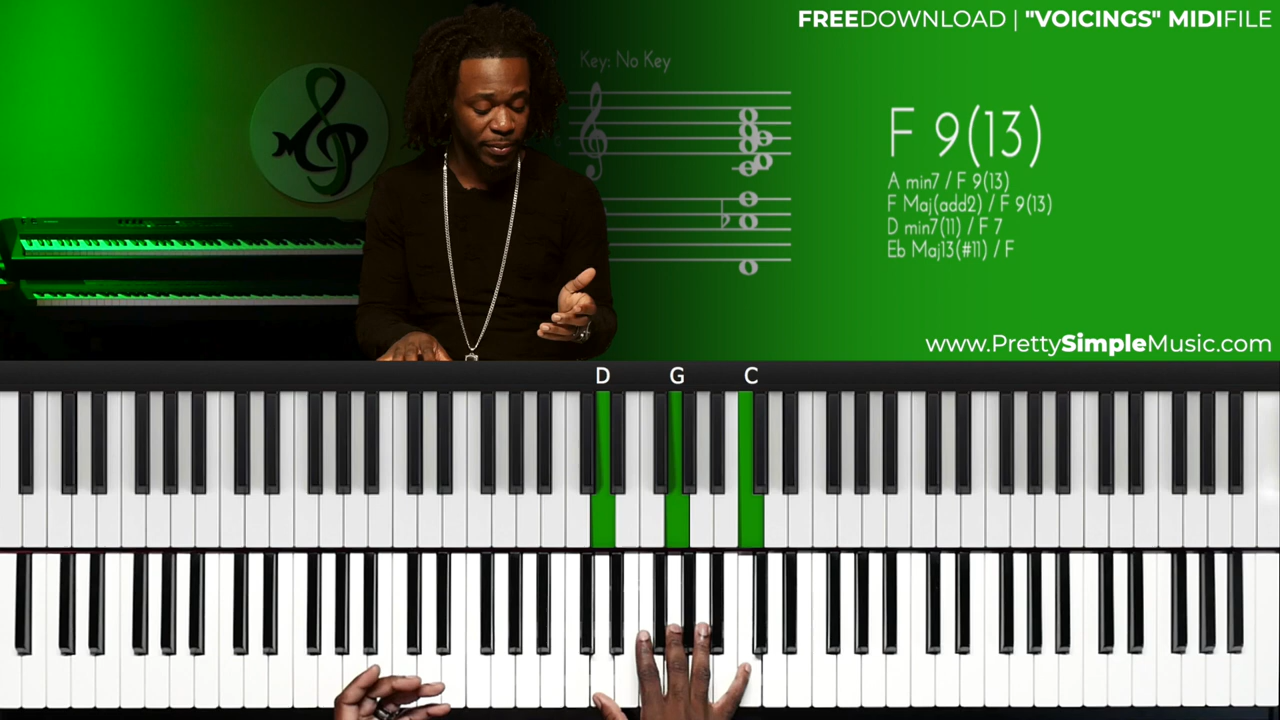 FREEDOWNLOAD | "VOICINGS" MIDIFILE
Key: No Key
F 9(13)
A min7 / F 9(13)
F Maj(add2) / F 9(13)
D min7(11) / F 7
Eb Maj13(#11) / F
www.PrettySimpleMusic.com
D G C